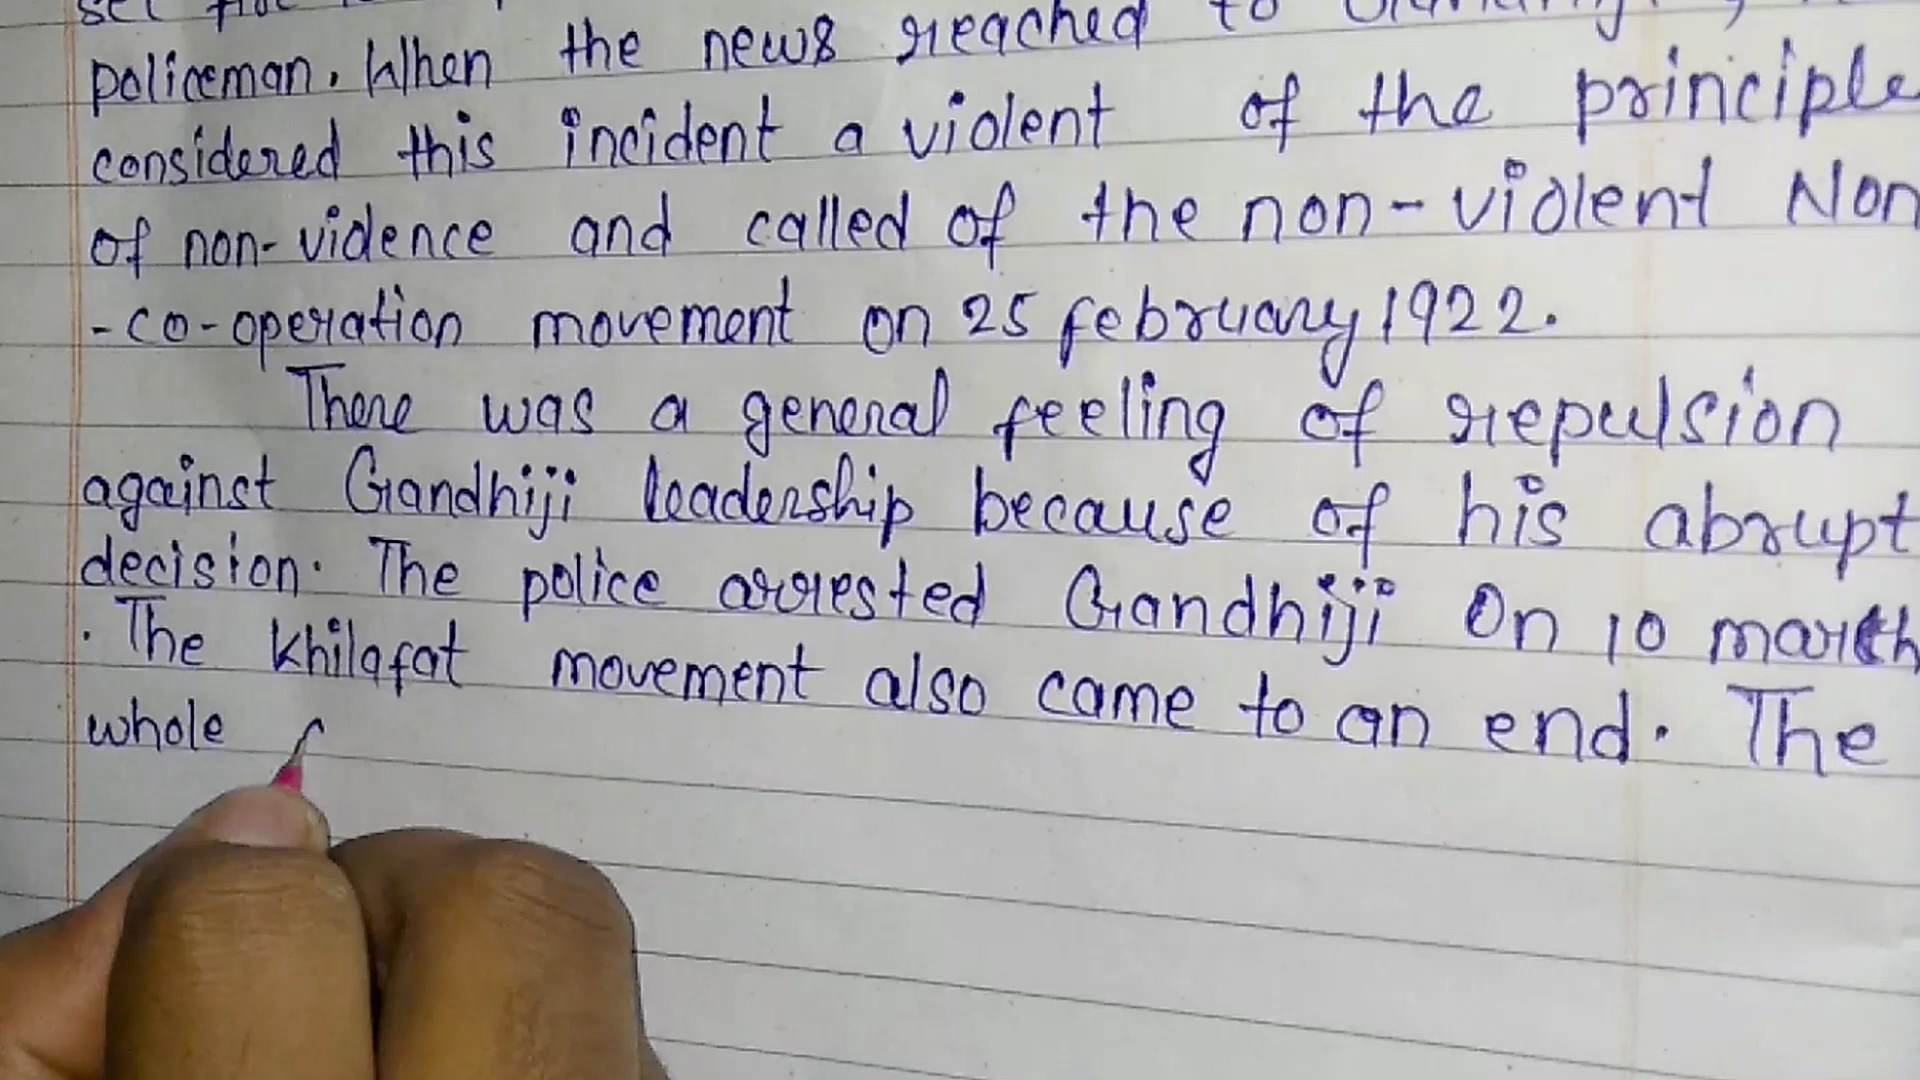 policeman. When the news reached to
considered this incident a violent of the principle
of non-vidence and called of the non-violent Non
-co-operation movement on 25 february 1922.
There was a general feeling of repulsion
against Gandhiji leadership because of his abrupt
decision. The police arrested Gandhiji On 10 march
. The Khilafat movement also came to an end. The
whole